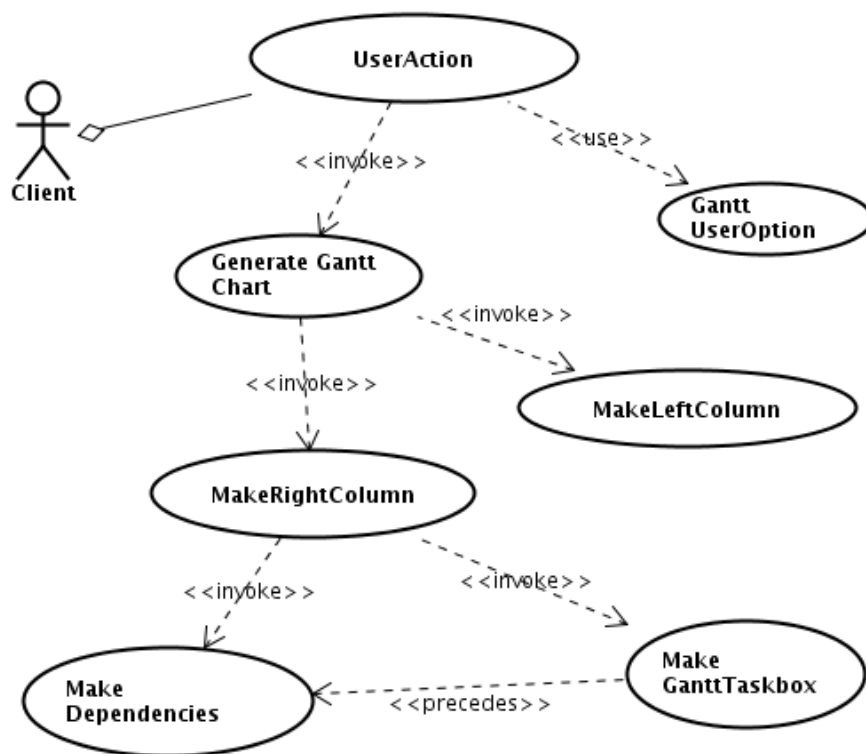 UserAction
Client
<<invoke>>
<<use>>
Gantt
UserOption
Generate Gantt
Chart
<<invoke>>
<<invoke>>
MakeLeftColumn
MakeRightColumn
<<invoke>>
<<invoke>>
Make
Dependencies
Make
GanttTaskbox
<<precedes>>